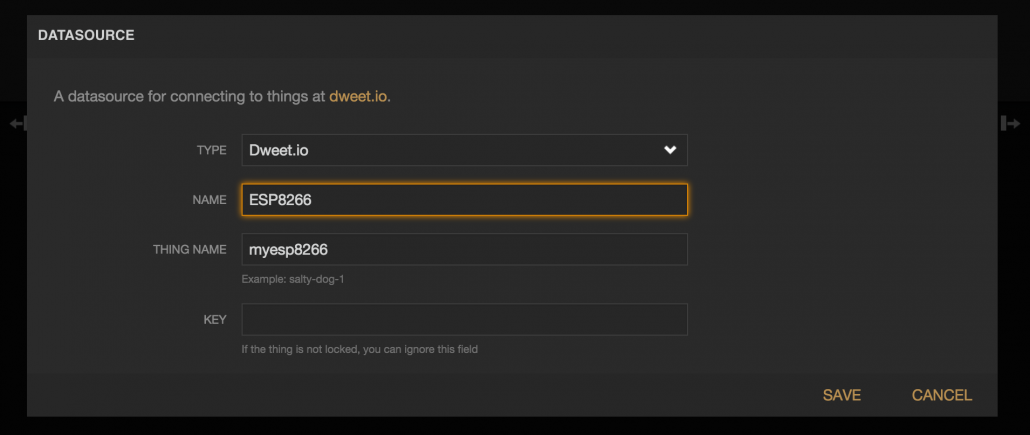 DATASOURCE
A datasource for connecting to things at dweet.io.
TYPE Dweet.io
NAME ESP8266
THING NAME myesp8266
Example: salty-dog-1
KEY
If the thing is not locked, you can ignore this field
SAVE CANCEL